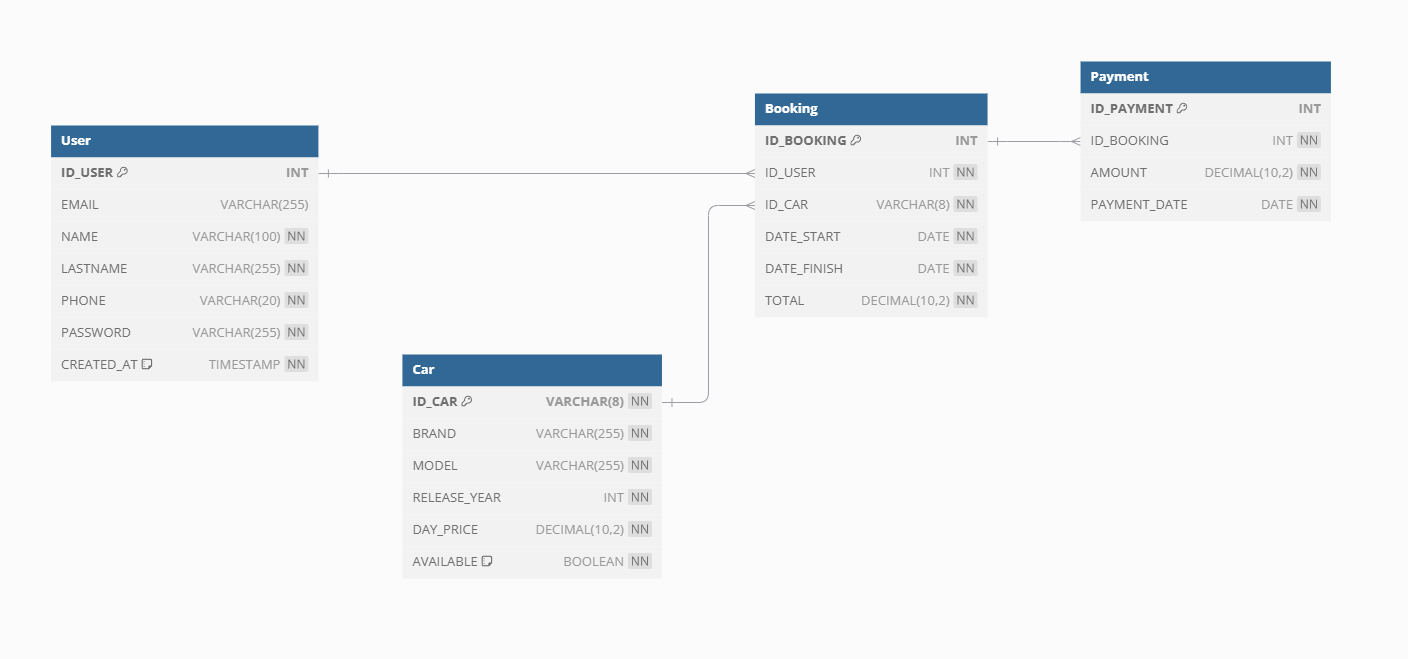 User
ID_USER INT
EMAIL VARCHAR(255)
NAME VARCHAR(100) NN
LASTNAME VARCHAR(255) NN
PHONE VARCHAR(20) NN
PASSWORD VARCHAR(255) NN
CREATED_AT TIMESTAMP NN
Car
ID_CAR VARCHAR(8) NN
BRAND VARCHAR(255) NN
MODEL VARCHAR(255) NN
RELEASE_YEAR INT NN
DAY_PRICE DECIMAL(10,2) NN
AVAILABLE BOOLEAN NN
Booking
ID_BOOKING INT
ID_USER INT NN
ID_CAR VARCHAR(8) NN
DATE_START DATE NN
DATE_FINISH DATE NN
TOTAL DECIMAL(10,2) NN
Payment
ID_PAYMENT INT
ID_BOOKING INT NN
AMOUNT DECIMAL(10,2) NN
PAYMENT_DATE DATE NN